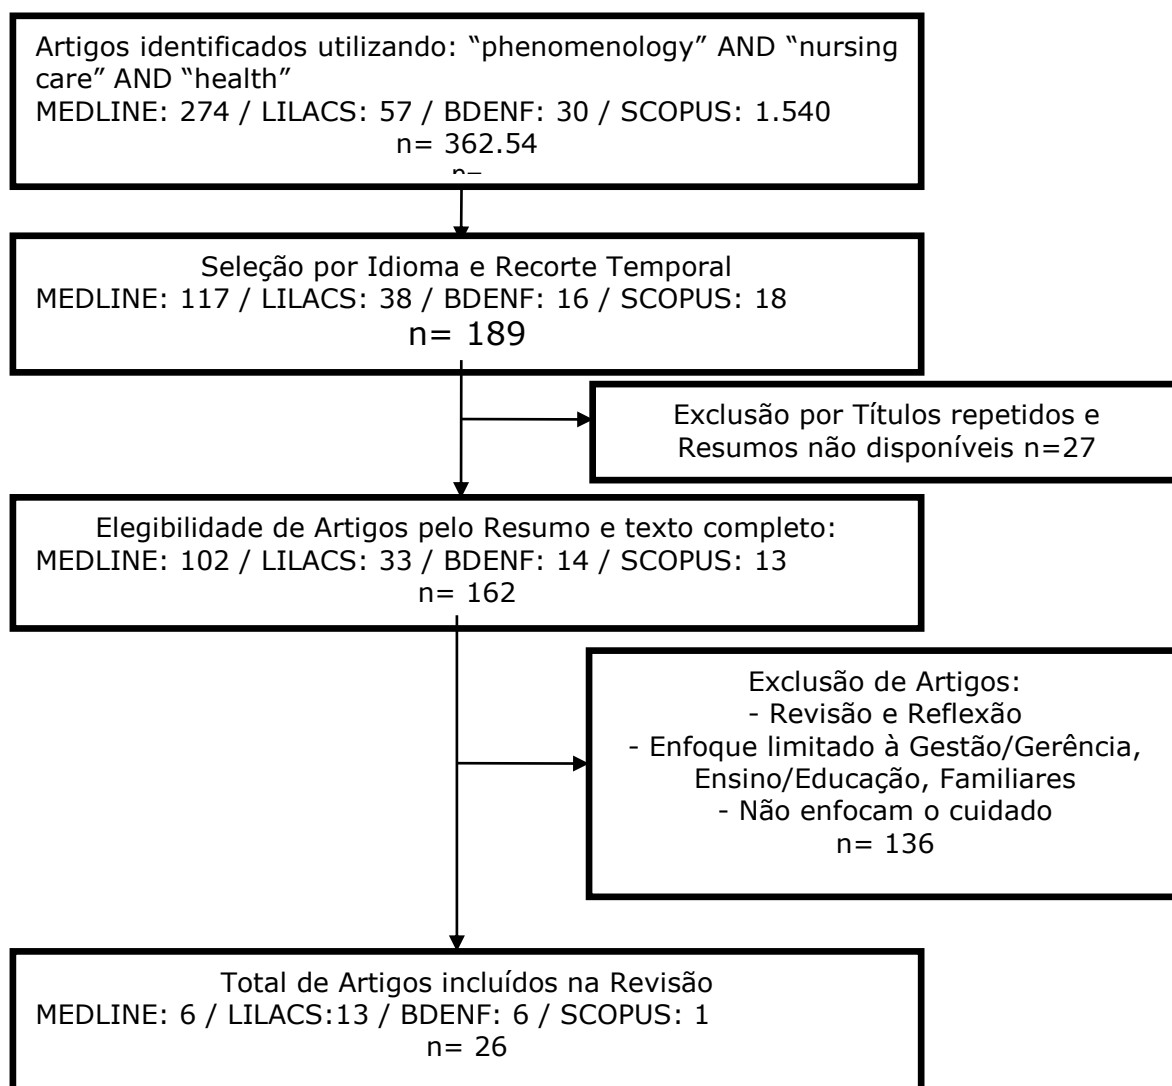 Artigos identificados utilizando: “phenomenology” AND “nursing
care” AND “health”
MEDLINE: 274 / LILACS: 57 / BDENF: 30 / SCOPUS: 1.540
n= 362.54
n=
Seleção por Idioma e Recorte Temporal
MEDLINE: 117 / LILACS: 38 / BDENF: 16 / SCOPUS: 18
n= 189
Exclusão por Títulos repetidos e
Resumos não disponíveis n=27
Elegibilidade de Artigos pelo Resumo e texto completo:
MEDLINE: 102 / LILACS: 33 / BDENF: 14 / SCOPUS: 13
n= 162
Exclusão de Artigos:
- Revisão e Reflexão
- Enfoque limitado à Gestão/Gerência,
Ensino/Educação, Familiares
- Não enfocam o cuidado
n= 136
Total de Artigos incluídos na Revisão
MEDLINE: 6 / LILACS:13 / BDENF: 6 / SCOPUS: 1
n= 26